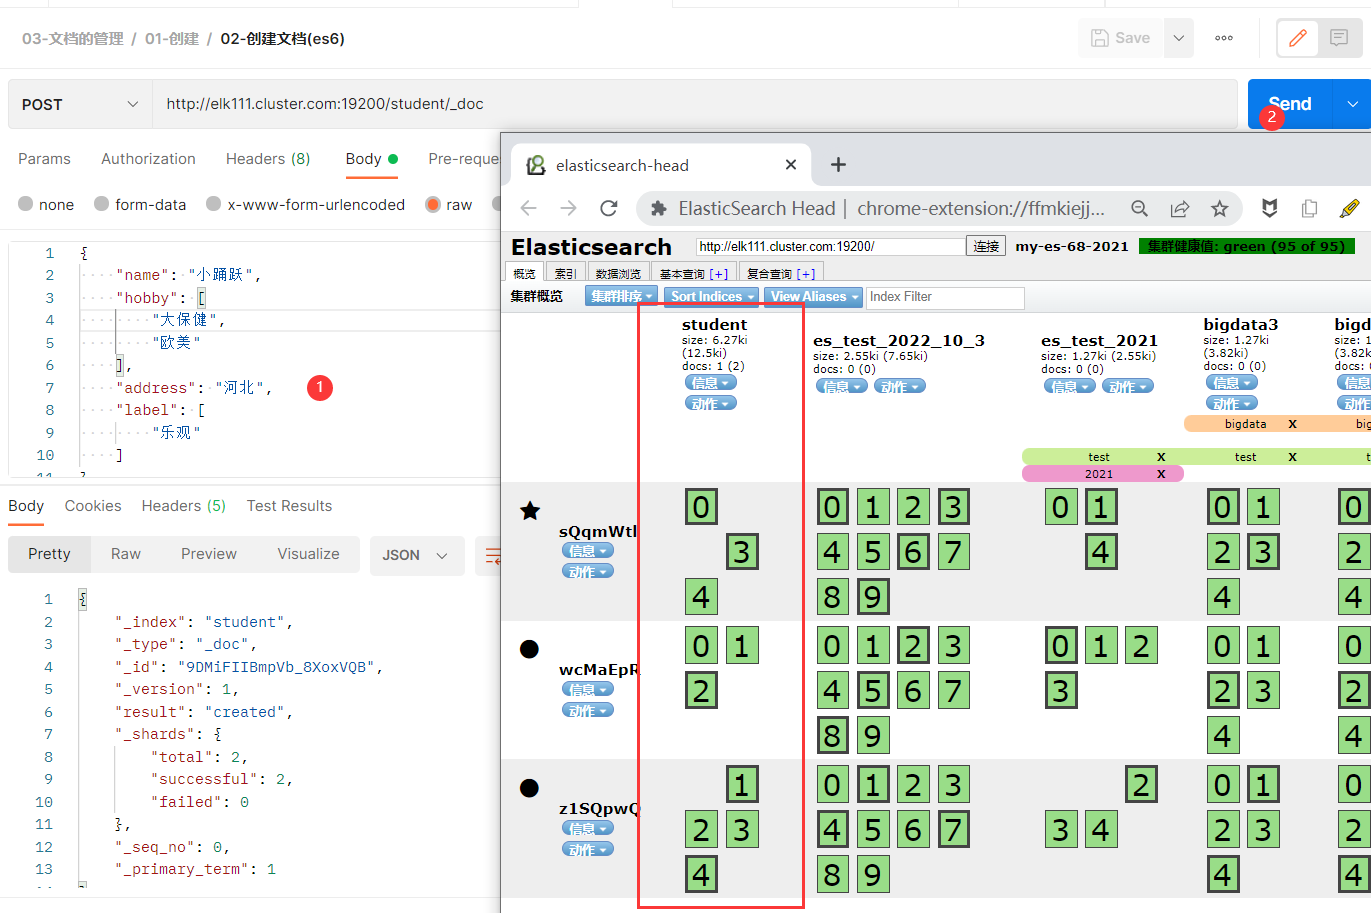 03-文档的管理 / 01-创建 / 02-创建文档(es6)
Save
POST
http://elk111.cluster.com:19200/student/_doc
Send
2
Params Authorization Headers (8) Body Pre-reque
none form-data x-www-form-urlencoded raw
1 {
2 "name": "小踊跃",
3 "hobby": [
4 "大保健",
5 "欧美"
6 ],
7 "address": "河北",
8 "label": [
9 "乐观"
10 ]
1
Body Cookies Headers (5) Test Results
Pretty Raw Preview Visualize JSON
1 {
2 "_index": "student",
3 "_type": "_doc",
4 "_id": "9DMiFIIBmpVb_8XoxVQB",
5 "_version": 1,
6 "result": "created",
7 "_shards": {
8 "total": 2,
9 "successful": 2,
10 "failed": 0
11 },
12 "_seq_no": 0,
13 "_primary_term": 1
elasticsearch-head
ElasticSearch Head | chrome-extension://ffmkiejj...
Elasticsearch http://elk111.cluster.com:19200/ 连接 my-es-68-2021 集群健康值: green (95 of 95)
概览 索引 数据浏览 基本查询 [+] 复合查询 [+]
集群概览 集群排序 Sort Indices View Aliases Index Filter
student
size: 6.27ki
(12.5ki)
docs: 1 (2)
信息
动作
es_test_2022_10_3
size: 2.55ki (7.65ki)
docs: 0 (0)
信息 动作
es_test_2021
size: 1.27ki (2.55ki)
docs: 0 (0)
信息 动作
bigdata3
size: 1.27ki
(3.82ki)
docs: 0 (0)
信息
动作
bigd
size:
(3.82
docs:
信息
动作
bigdata X big
test X test X t
2021 X
sQqmWtl
信息
动作
0 0 1 2 3 0 1 0 1 0
3 4 5 6 7 4 2 3 2
4 8 9 4 4
wcMaEpR
信息
动作
0 1 0 1 2 3 0 1 2 0 1 0
2 4 5 6 7 3 2 3 2
8 9 4 4
z1SQpwQ
信息
动作
1 0 1 2 3 2 0 1 0
2 3 4 5 6 7 3 4 2 3 2
4 8 9 4 4